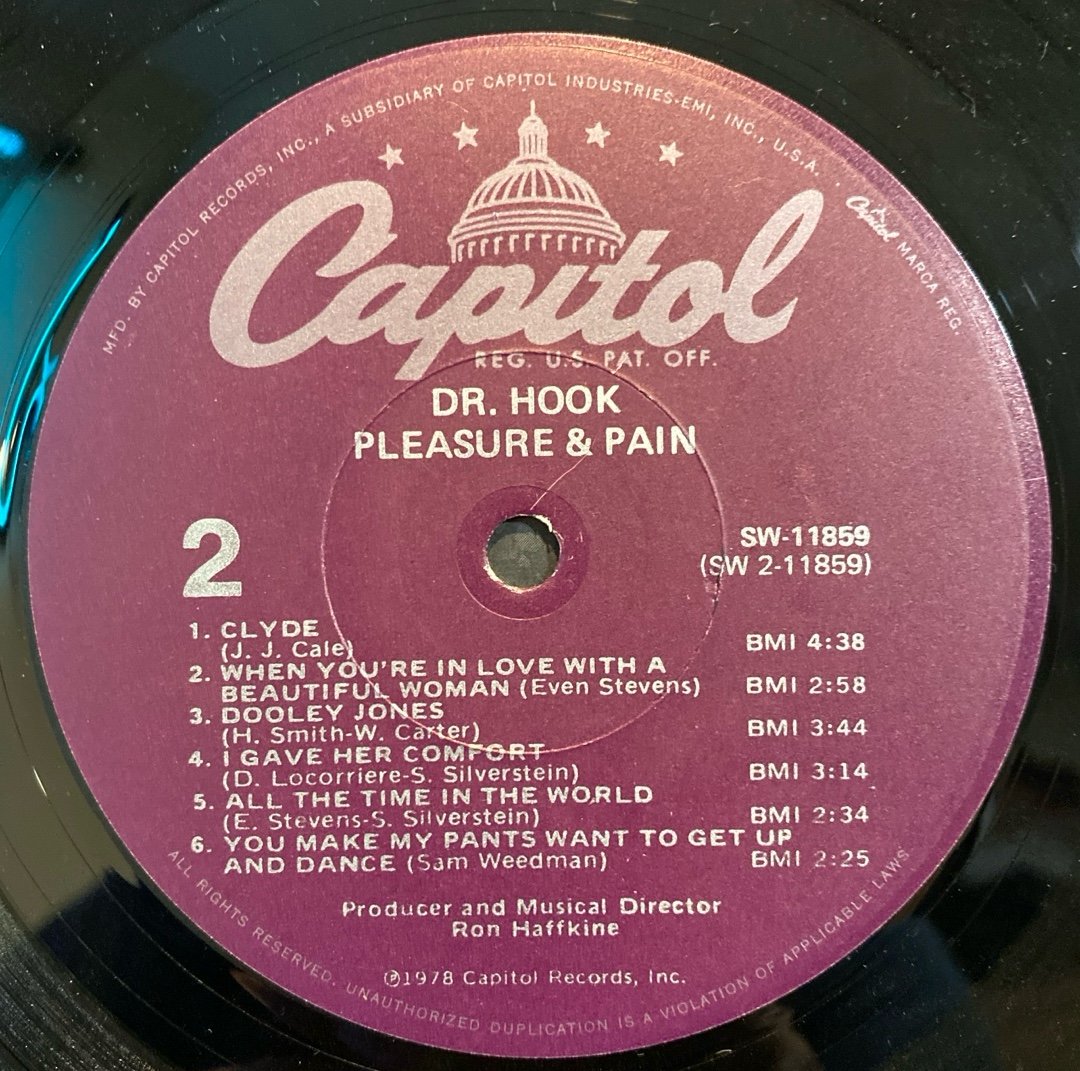 MFD. BY CAPITOL RECORDS, INC., A SUBSIDIARY OF CAPITOL INDUSTRIES-EMI, INC., U.S.A. . Capitol MARCA REG.
Capitol
REG. U.S. PAT. OFF.
DR. HOOK
PLEASURE & PAIN
2
SW-11859
(SW 2-11859)
1. CLYDE
(J. J. Cale) BMI 4:38
2. WHEN YOU'RE IN LOVE WITH A
BEAUTIFUL WOMAN (Even Stevens) BMI 2:58
3. DOOLEY JONES
(H. Smith-W. Carter) BMI 3:44
4. I GAVE HER COMFORT
(D. Locorriere-S. Silverstein) BMI 3:14
5. ALL THE TIME IN THE WORLD
(E. Stevens-S. Silverstein) BMI 2:34
6. YOU MAKE MY PANTS WANT TO GET UP
AND DANCE (Sam Weedman) BMI 2:25
Producer and Musical Director
Ron Haffkine
℗1978 Capitol Records, Inc.
ALL RIGHTS RESERVED. UNAUTHORIZED DUPLICATION IS A VIOLATION OF APPLICABLE LAWS